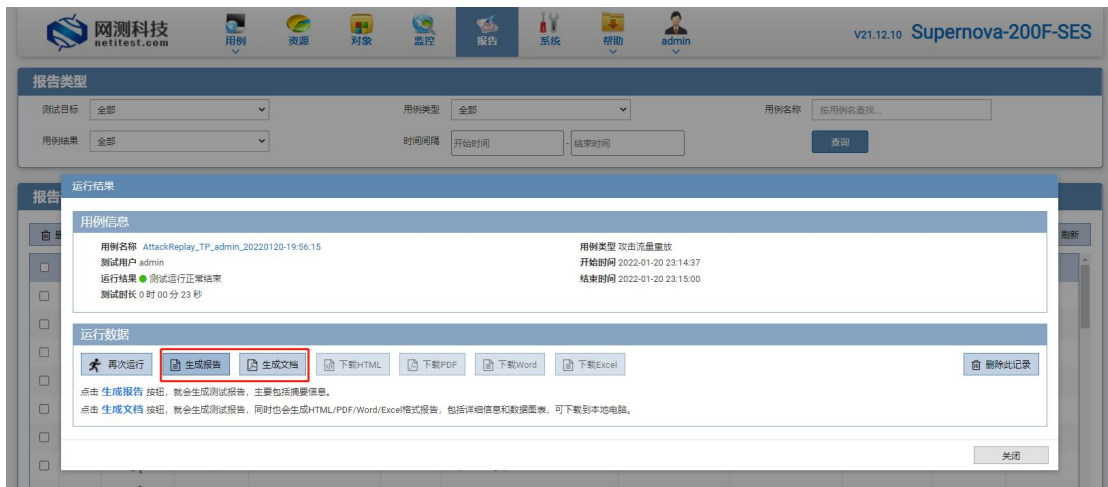 网测科技
netitest.com
用例 资源 对象 监控 报告 系统 帮助 admin
V21.12.10 Supernova-200F-SES
报告类型
测试目标 全部 用例类型 全部 用例名称 按用例名查找...
用例结果 全部 时间间隔 开始时间 - 结束时间 查询
报告
运行结果
刷新
用例信息
用例名称 AttackReplay_TP_admin_20220120-19:56:15 用例类型 攻击流量重放
测试用户 admin 开始时间 2022-01-20 23:14:37
运行结果 测试运行正常结束 结束时间 2022-01-20 23:15:00
测试时长 0 时 00 分 23 秒
运行数据
再次运行 生成报告 生成文档 下载HTML 下载PDF 下载Word 下载Excel 删除此记录
点击 生成报告 按钮，就会生成测试报告，主要包括摘要信息。
点击 生成文档 按钮，就会生成测试报告，同时也会生成HTML/PDF/Word/Excel格式报告，包括详细信息和数据图表，可下载到本地电脑。
关闭